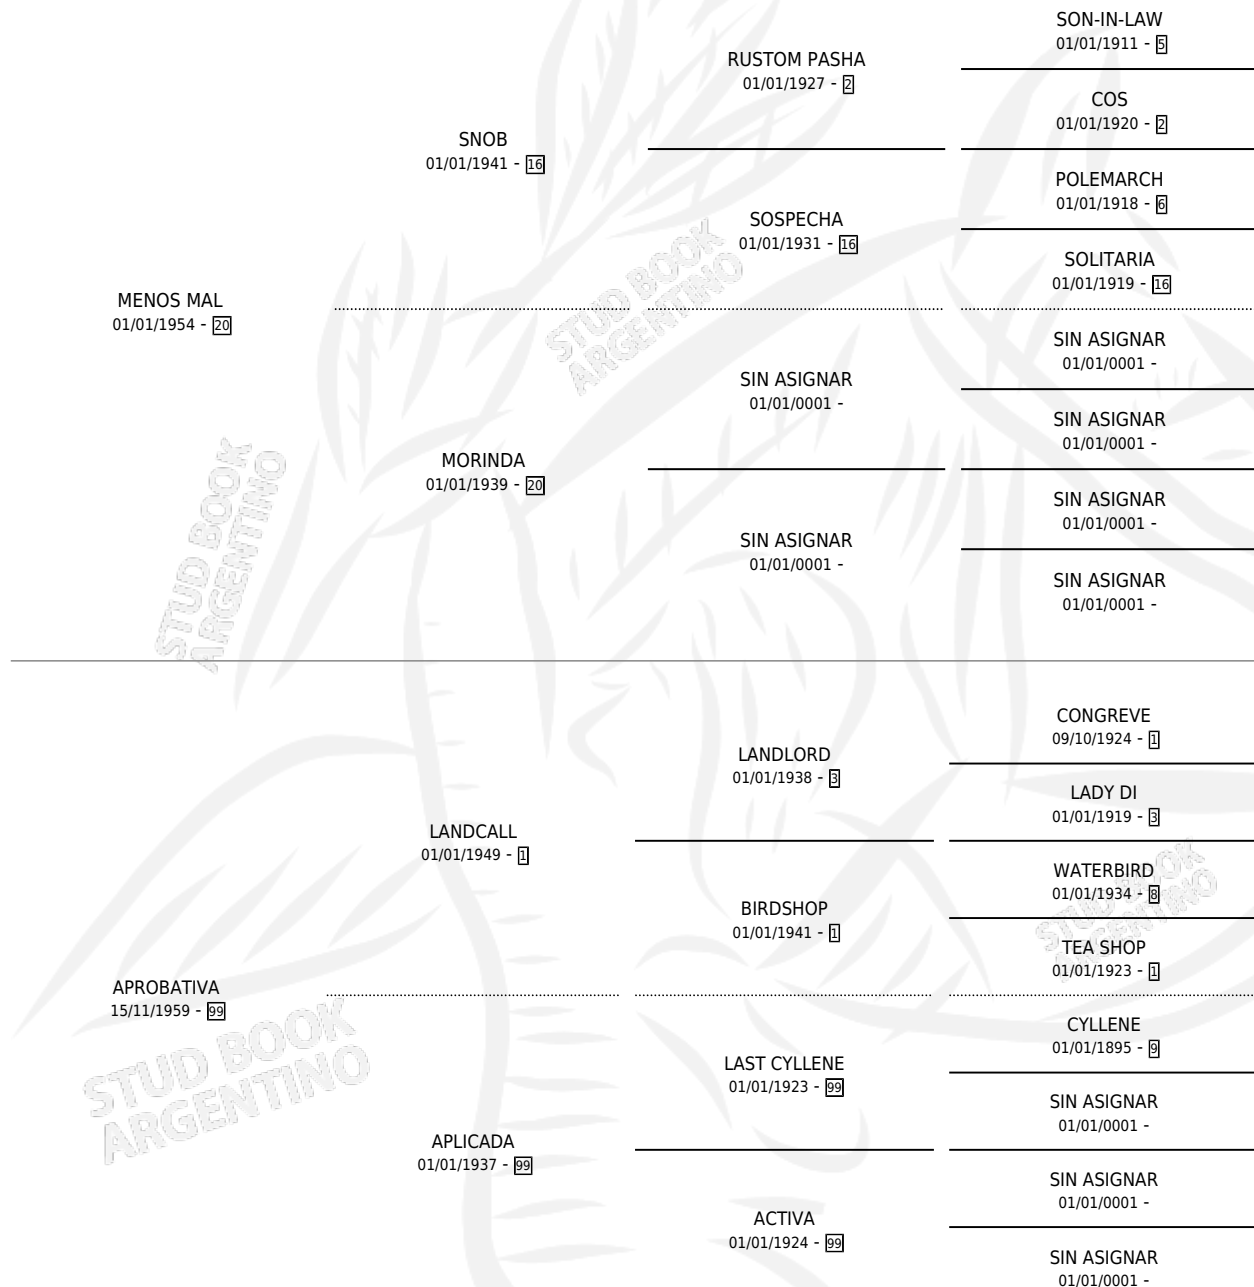 SON-IN-LAW
01/01/1911 - 5
RUSTOM PASHA
01/01/1927 - 2
COS
01/01/1920 - 2
SNOB
01/01/1941 - 16
POLEMARCH
01/01/1918 - 6
SOSPECHA
01/01/1931 - 16
SOLITARIA
01/01/1919 - 16
MENOS MAL
01/01/1954 - 20
SIN ASIGNAR
01/01/0001 -
SIN ASIGNAR
01/01/0001 -
SIN ASIGNAR
01/01/0001 -
MORINDA
01/01/1939 - 20
SIN ASIGNAR
01/01/0001 -
SIN ASIGNAR
01/01/0001 -
SIN ASIGNAR
01/01/0001 -
CONGREVE
09/10/1924 - 1
LANDLORD
01/01/1938 - 3
LADY DI
01/01/1919 - 3
LANDCALL
01/01/1949 - 1
WATERBIRD
01/01/1934 - 8
BIRDSHOP
01/01/1941 - 1
TEA SHOP
01/01/1923 - 1
APROBATIVA
15/11/1959 - 99
CYLLENE
01/01/1895 - 9
LAST CYLLENE
01/01/1923 - 99
SIN ASIGNAR
01/01/0001 -
APLICADA
01/01/1937 - 99
SIN ASIGNAR
01/01/0001 -
ACTIVA
01/01/1924 - 99
SIN ASIGNAR
01/01/0001 -
STUD BOOK
ARGENTINO
STUD BOOK
ARGENTINO
STUD BOOK
ARGENTINO
STUD BOOK
ARGENTINO